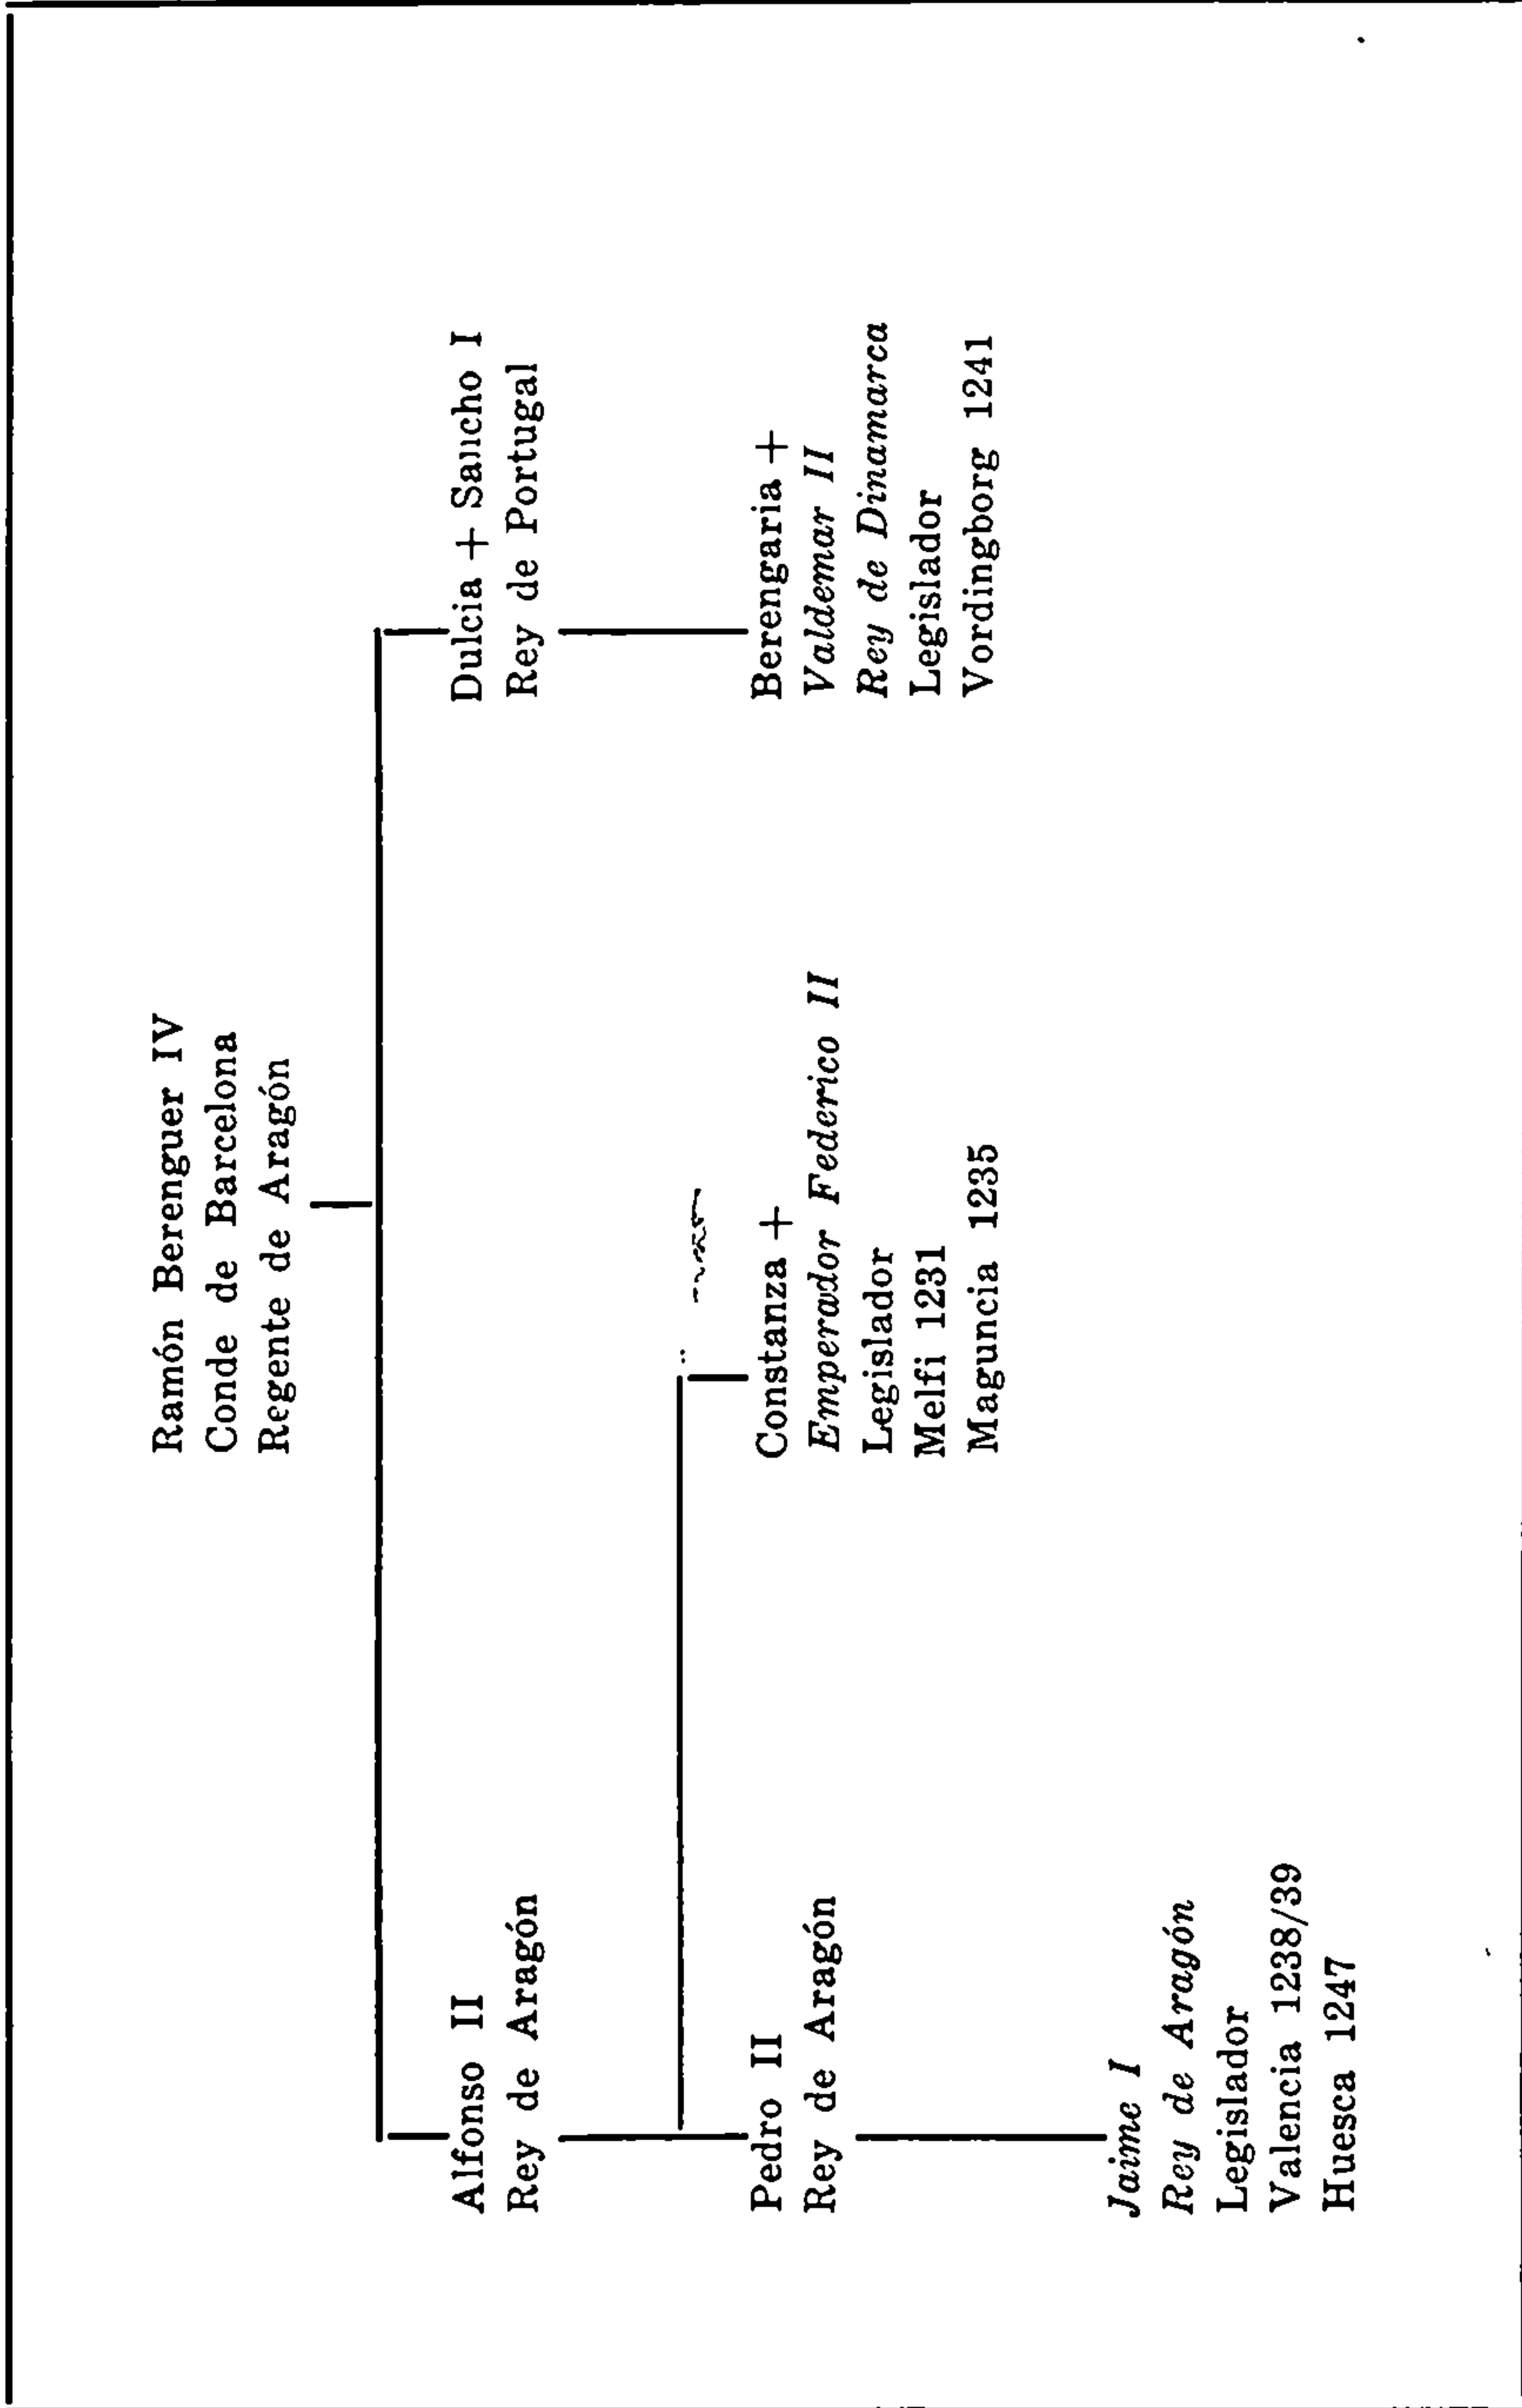 Ramón Berenguer IV
Conde de Barcelona
Regente de Aragón
Alfonso II
Rey de Aragón
Dulcia + Sancho I
Rey de Portugal
Pedro II
Rey de Aragón
Constanza +
Emperador Federico II
Legislador
Melfi 1231
Maguncia 1235
Berengaria +
Valdemar II
Rey de Dinamarca
Legislador
Vordingborg 1241
Jaime I
Rey de Aragón
Legislador
Valencia 1238/39
Huesca 1247